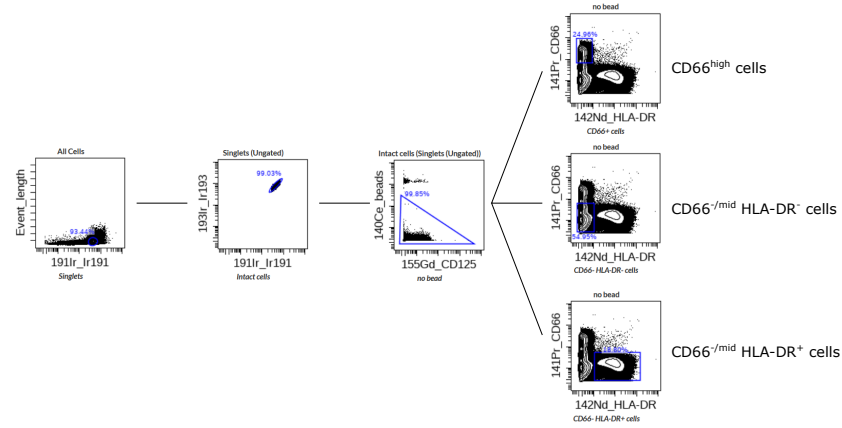 no bead
24.96%
141Pr_CD66
142Nd_HLA-DR
CD66+ cells
CD66high cells
All Cells
93.44%
Event_length
191Ir_Ir191
Singlets
Singlets (Ungated)
99.03%
193Ir_Ir193
191Ir_Ir191
Intact cells
Intact cells (Singlets (Ungated))
99.85%
140Ce_beads
155Gd_CD125
no bead
no bead
141Pr_CD66
142Nd_HLA-DR
CD66- HLA-DR- cells
CD66-/mid HLA-DR- cells
no bead
141Pr_CD66
142Nd_HLA-DR
CD66- HLA-DR+ cells
CD66-/mid HLA-DR+ cells